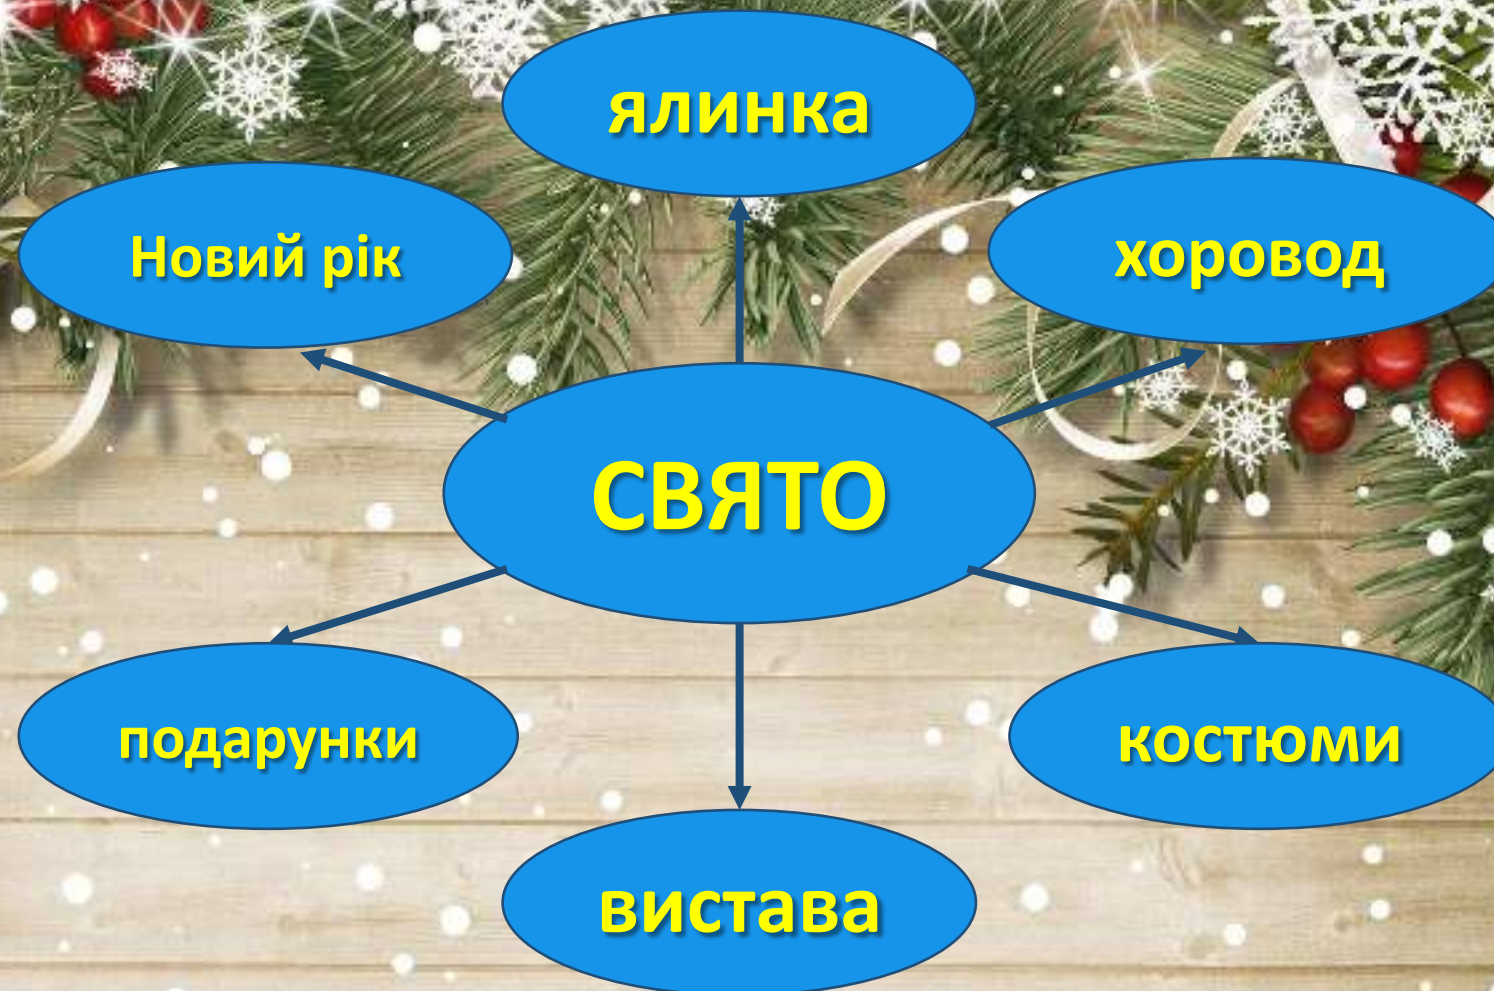 ялинка
Новий рік
хоровод
СВЯТО
подарунки
костюми
вистава